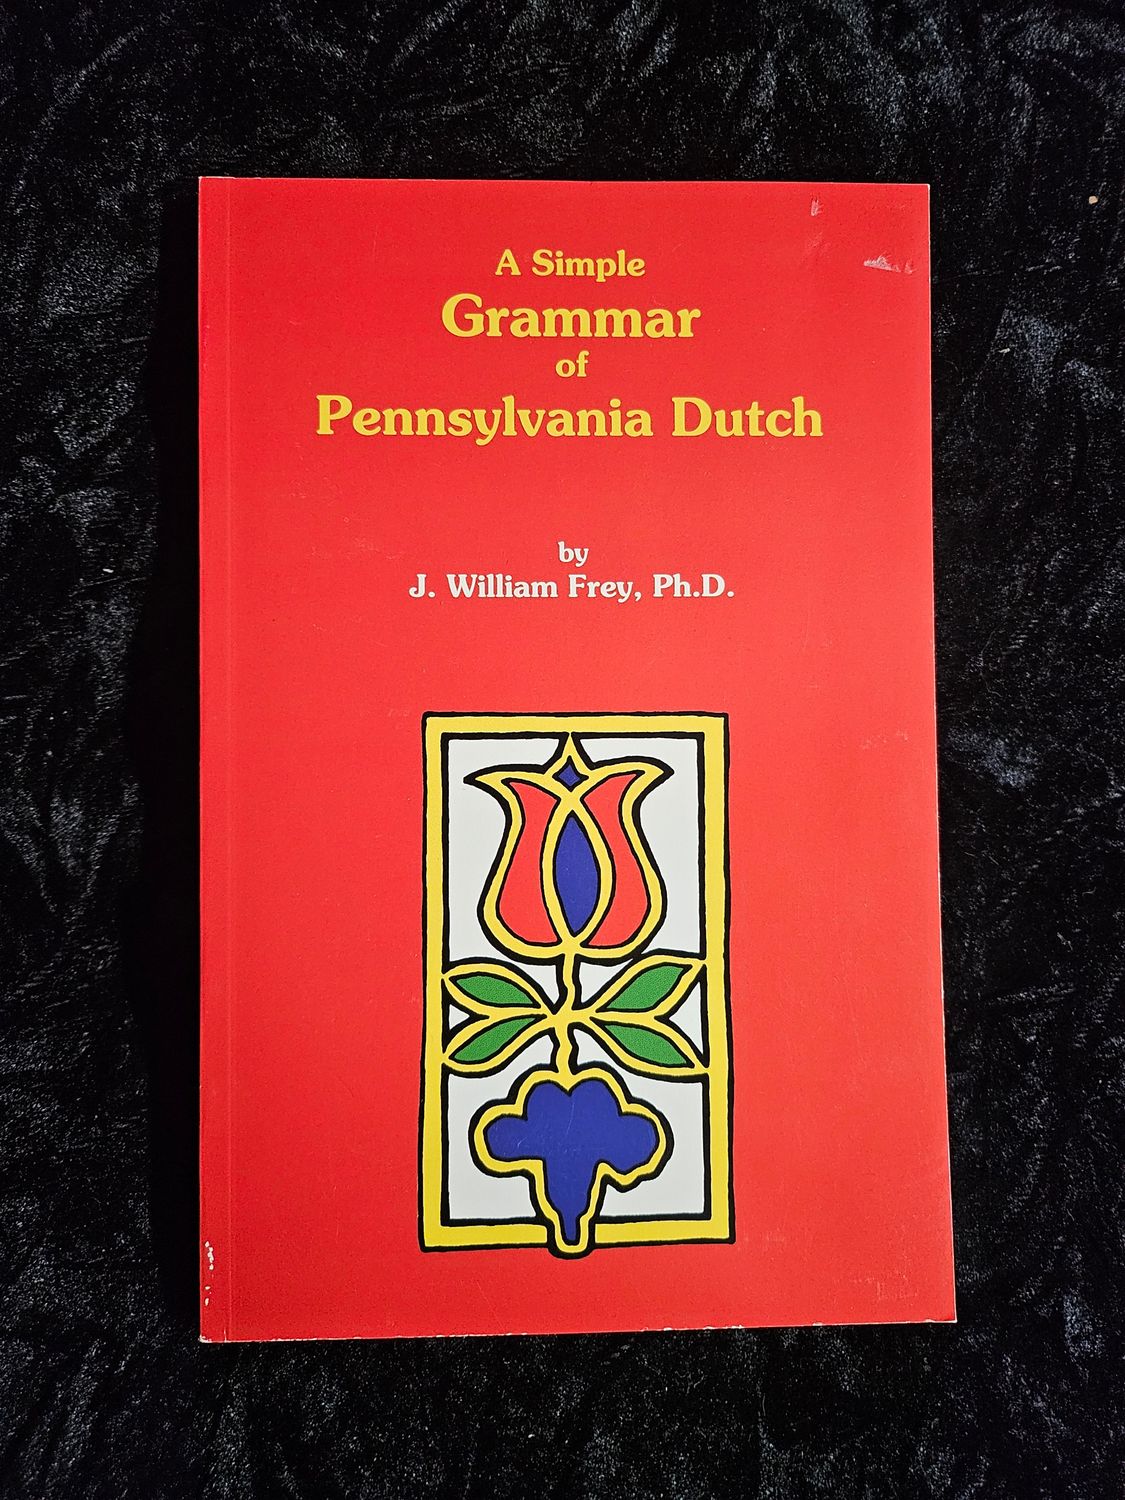 A Simple
Grammar
of
Pennsylvania Dutch
by
J. William Frey, Ph.D.